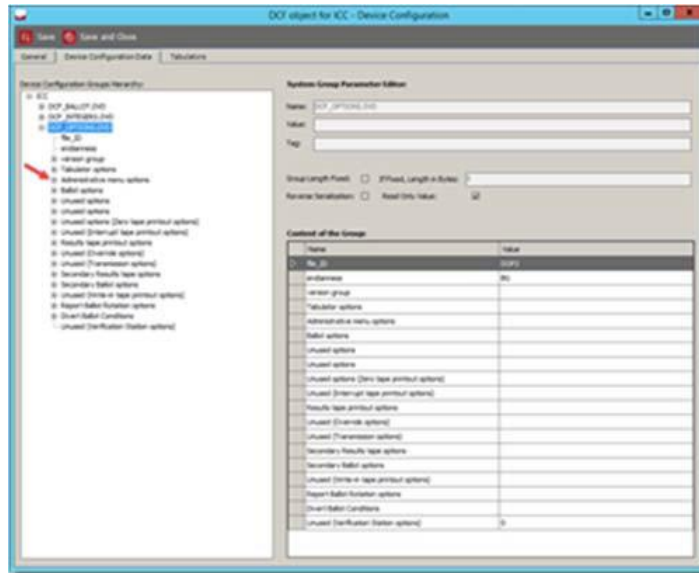 DCF object for ICC - Device Configuration
Save
Save and Close
General
Device Configuration Data
Tabulators
Device Configuration Groups Hierarchy:
ICC
DCF_BALLOT.DVD
DCF_INTEGERS.DVD
DCF_OPTIONS.DVD
file_ID
endianness
version group
Tabulator options
Administrative menu options
Ballot options
Unused options
Unused options
Unused options [Zero tape printout options]
Unused [Interrupt tape printout options]
Results tape printout options
Unused [Override options]
Unused [Transmission options]
Secondary Results tape options
Secondary Ballot options
Unused [Write-in tape printout options]
Report Ballot Rotation options
Divert Ballot Conditions
Unused [Verification Station options]
System Group Parameter Editor
Name:
DCF_OPTIONS.DVD
Value:
Tag:
Group Length Fixed:
If Fixed, Length in Bytes:
Reverse Serialization:
Read Only Value:
Content of the Group
Name
Value
file_ID
endianness
version group
Tabulator options
Administrative menu options
Ballot options
Unused options
Unused options
Unused options [Zero tape printout options]
Unused [Interrupt tape printout options]
Results tape printout options
Unused [Override options]
Unused [Transmission options]
Secondary Results tape options
Secondary Ballot options
Unused [Write-in tape printout options]
Report Ballot Rotation options
Divert Ballot Conditions
Unused [Verification Station options]
0